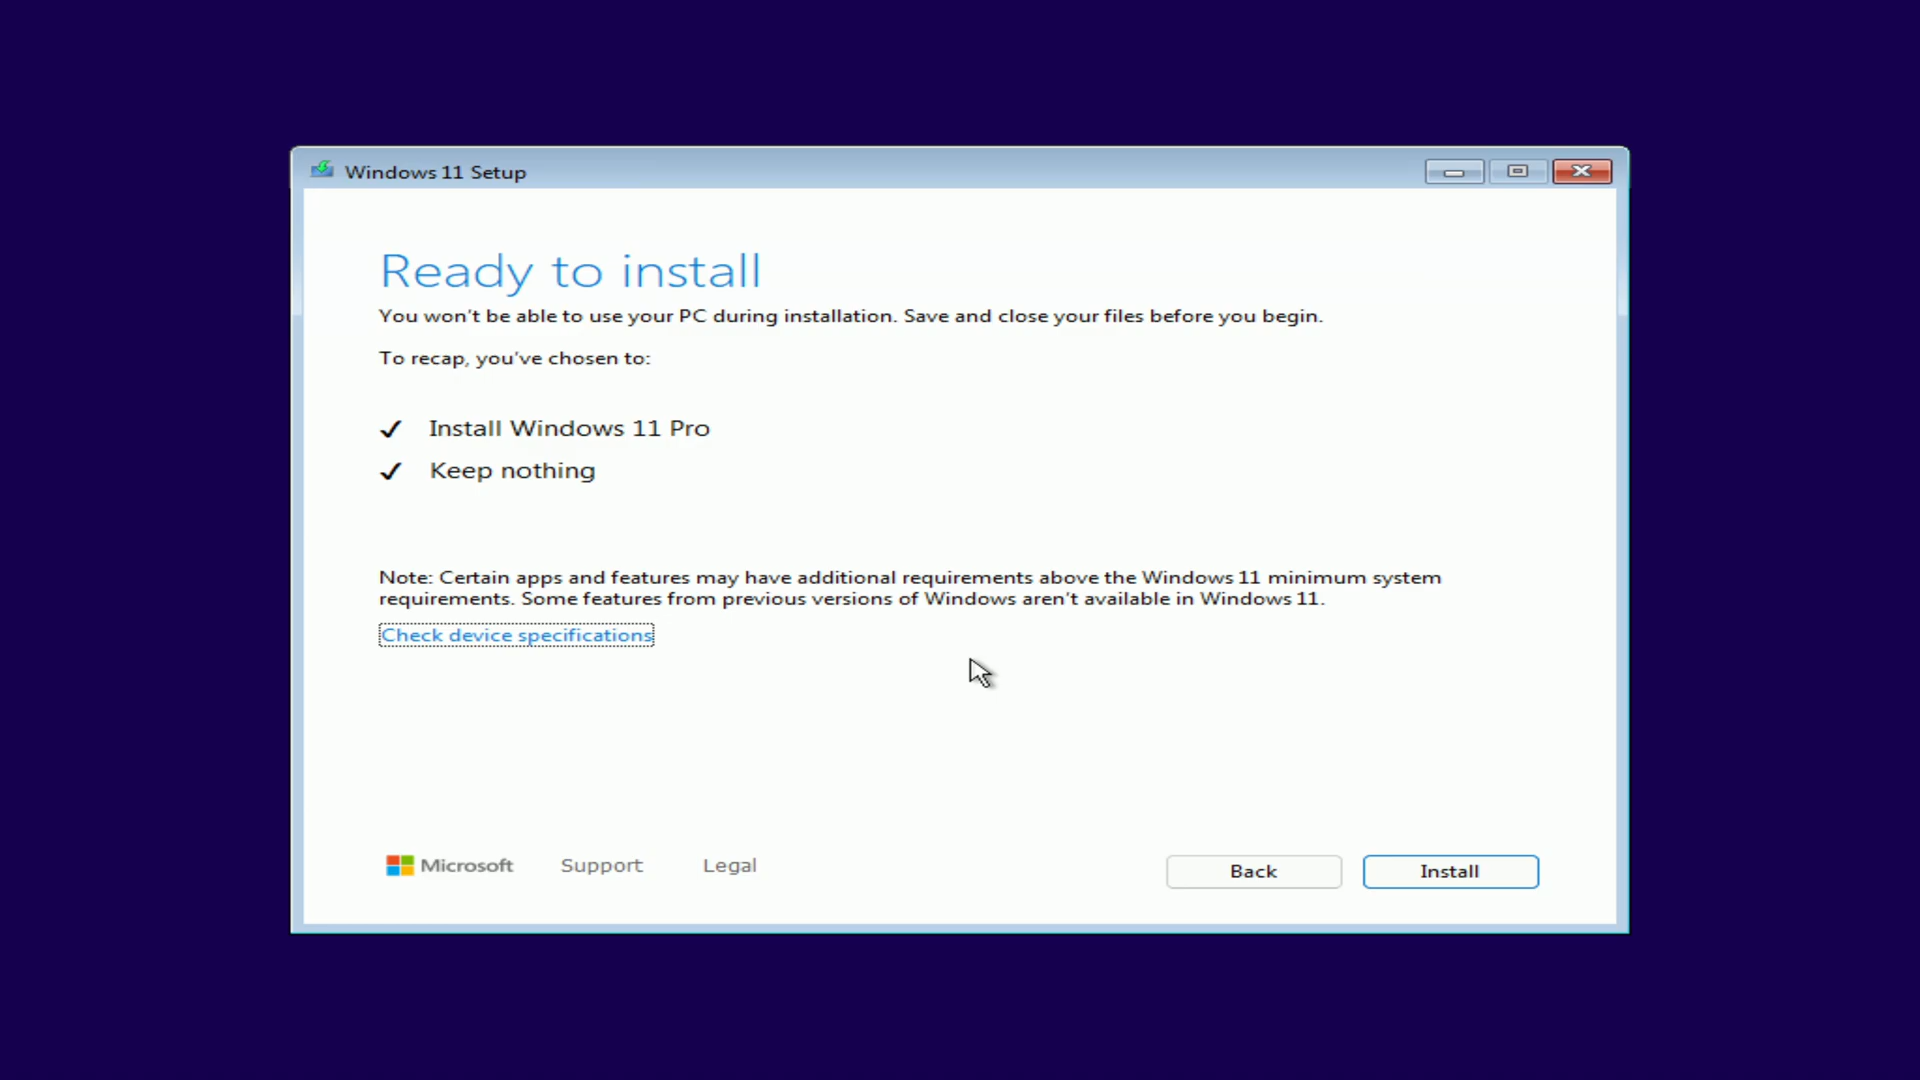 Windows 11 Setup
Ready to install
You won't be able to use your PC during installation. Save and close your files before you begin.
To recap, you've chosen to:
Install Windows 11 Pro
Keep nothing
Note: Certain apps and features may have additional requirements above the Windows 11 minimum system
requirements. Some features from previous versions of Windows aren't available in Windows 11.
Check device specifications
Microsoft Support Legal Back Install